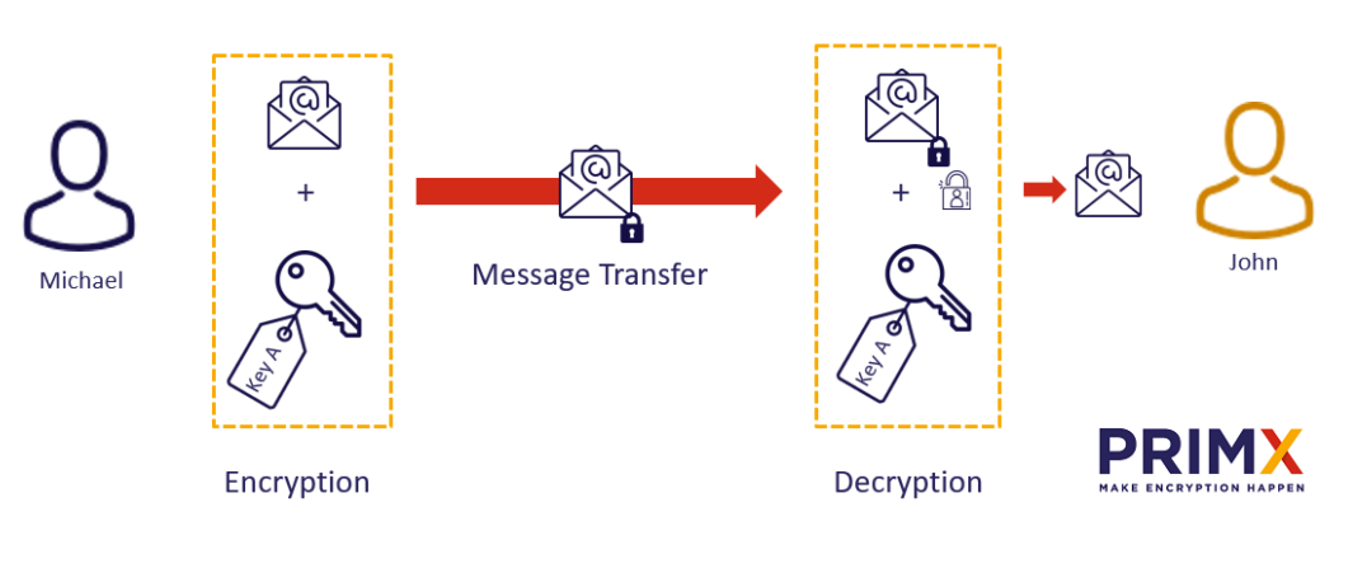 Michael
@
+
Key A
Encryption
@
Message Transfer
@
+
Key A
Decryption
@
John
PRIMX
MAKE ENCRYPTION HAPPEN